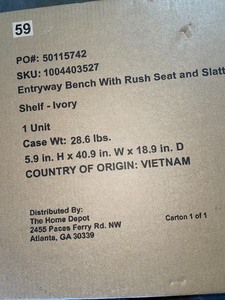 59
PO#: 50115742
SKU: 1004403527
Entryway Bench With Rush Seat and Slatt
Shelf - Ivory
1 Unit
Case Wt: 28.6 lbs.
5.9 in. H x 40.9 in. W x 18.9 in. D
COUNTRY OF ORIGIN: VIETNAM
Distributed By:
The Home Depot
2455 Paces Ferry Rd. NW
Atlanta, GA 30339
Carton 1 of 1